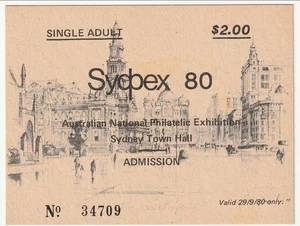 SINGLE ADULT
$2.00
Sydpex 80
Australian National Philatelic Exhibition
Sydney Town Hall
ADMISSION
No. 34709
Valid 29/9/80 only.